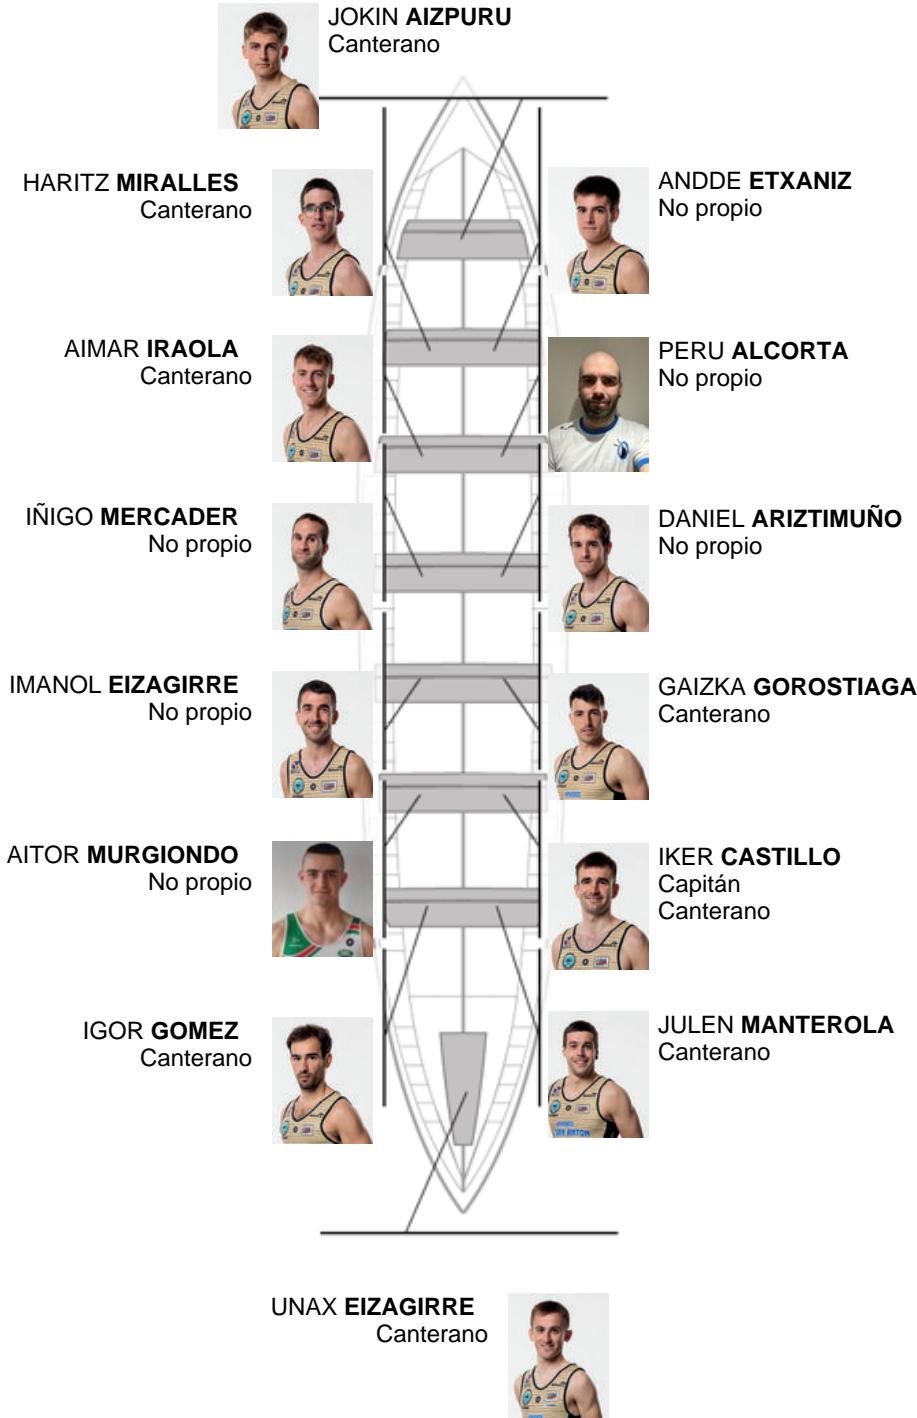 JOKIN AIZPURU
Canterano
HARITZ MIRALLES
Canterano
ANDDE ETXANIZ
No propio
AIMAR IRAOLA
Canterano
PERU ALCORTA
No propio
IÑIGO MERCADER
No propio
DANIEL ARIZTIMUÑO
No propio
IMANOL EIZAGIRRE
No propio
GAIZKA GOROSTIAGA
Canterano
AITOR MURGIONDO
No propio
IKER CASTILLO
Capitán
Canterano
IGOR GOMEZ
Canterano
JULEN MANTEROLA
Canterano
UNAX EIZAGIRRE
Canterano